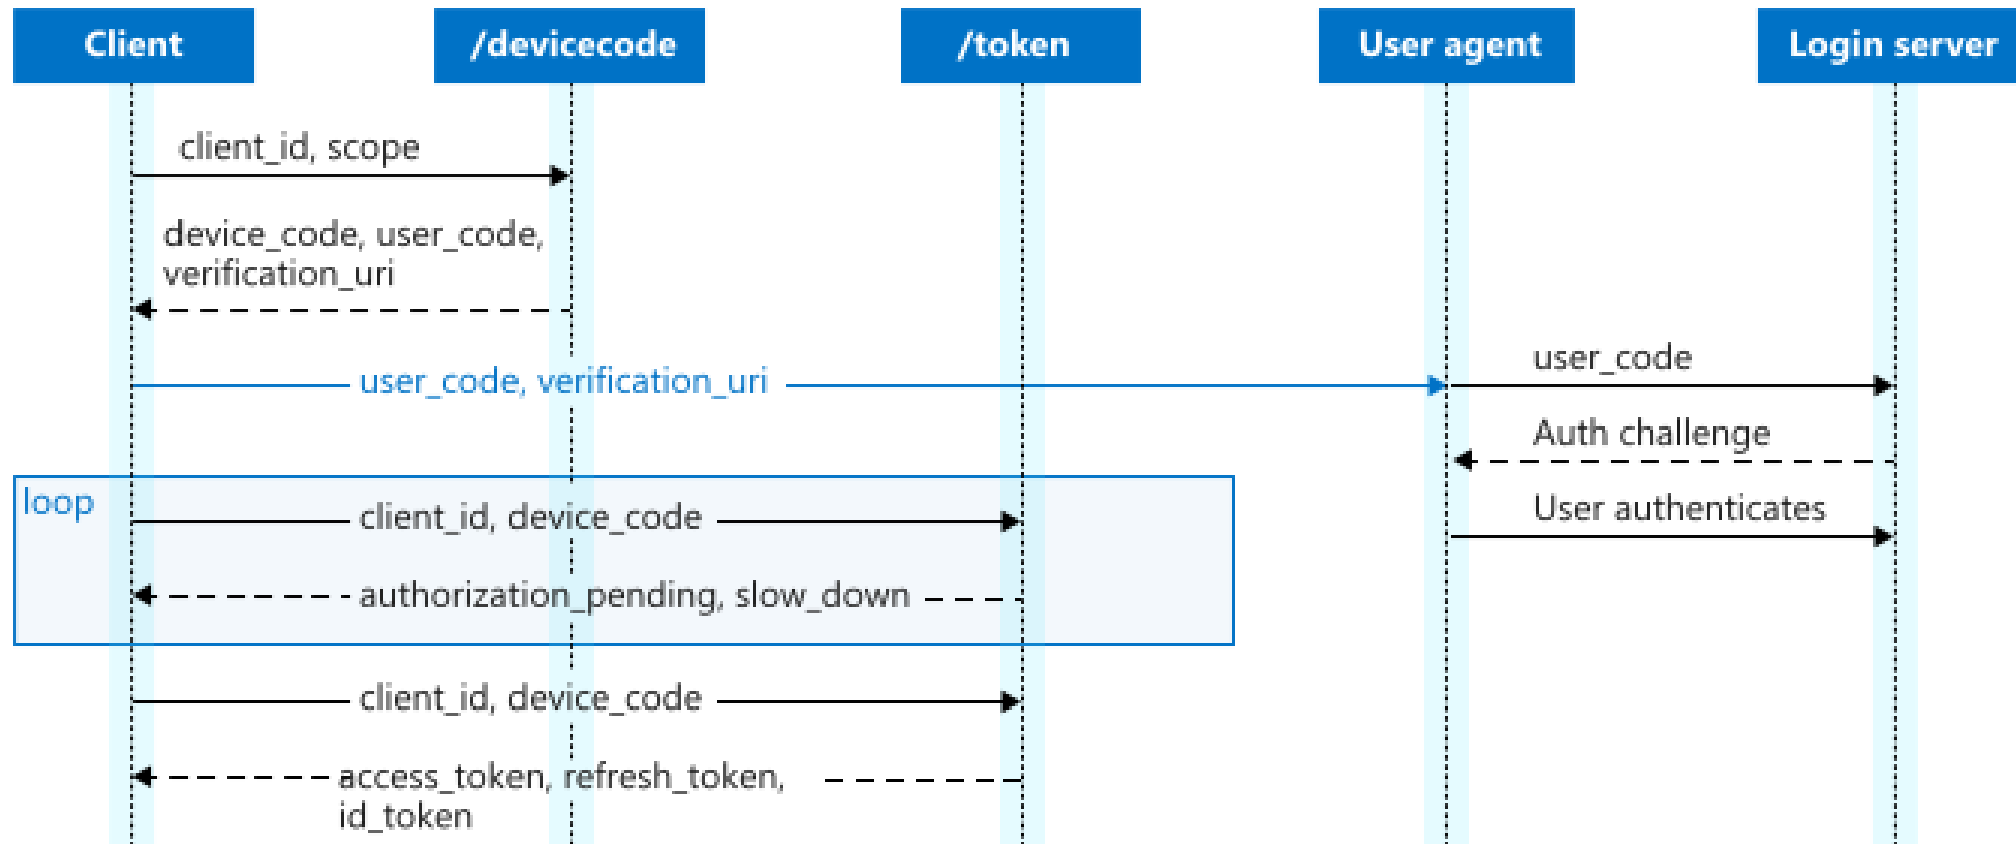 Client
/devicecode
/token
User agent
Login server
client_id, scope
device_code, user_code,
verification_uri
user_code, verification_uri
user_code
Auth challenge
loop
client_id, device_code
User authenticates
authorization_pending, slow_down
client_id, device_code
access_token, refresh_token,
id_token